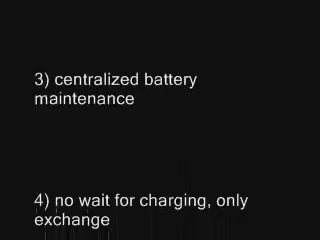 3) centralized battery
maintenance
4) no wait for charging, only
exchange